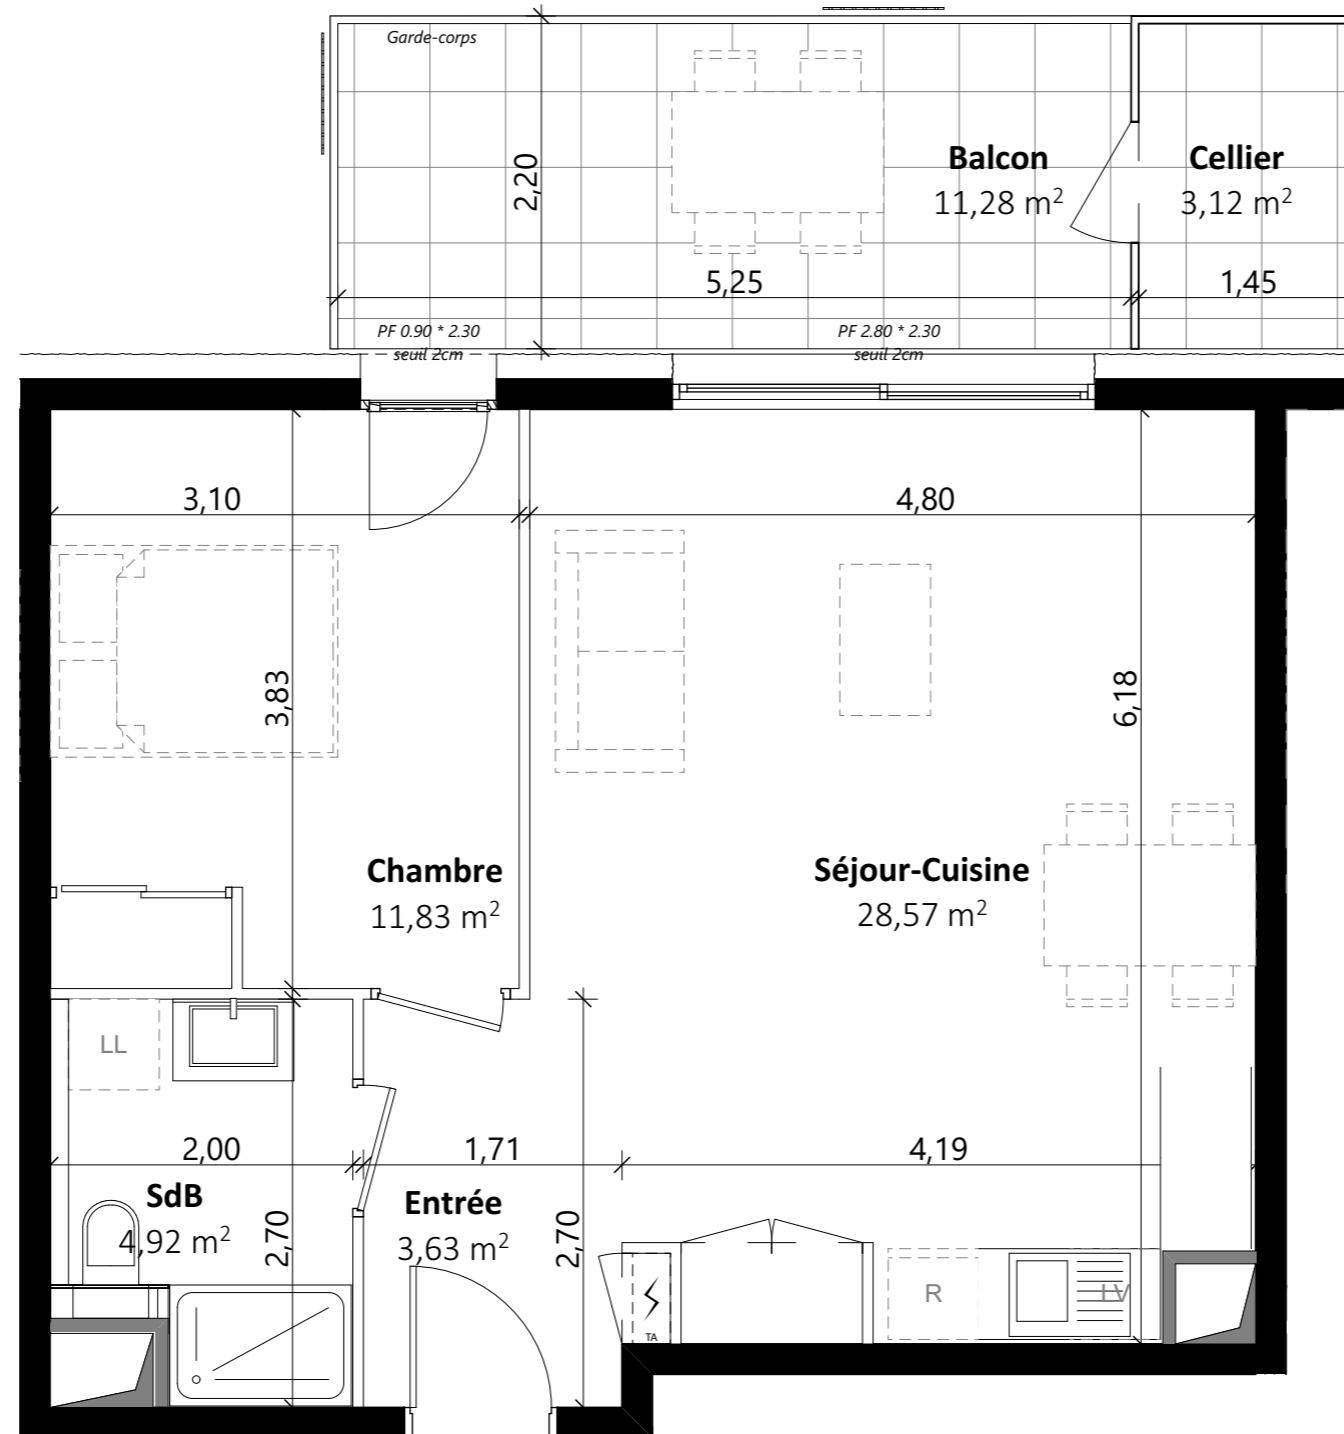 Garde-corps
2,20
Balcon
11,28 m²
Cellier
3,12 m²
5,25
1,45
PF 0.90 * 2.30
seuil 2cm
PF 2.80 * 2.30
seuil 2cm
3,10
4,80
3,83
6,18
Chambre
11,83 m²
Séjour-Cuisine
28,57 m²
LL
2,00
1,71
4,19
SdB
4,92 m²
2,70
Entrée
3,63 m²
2,70
TA
R
LV